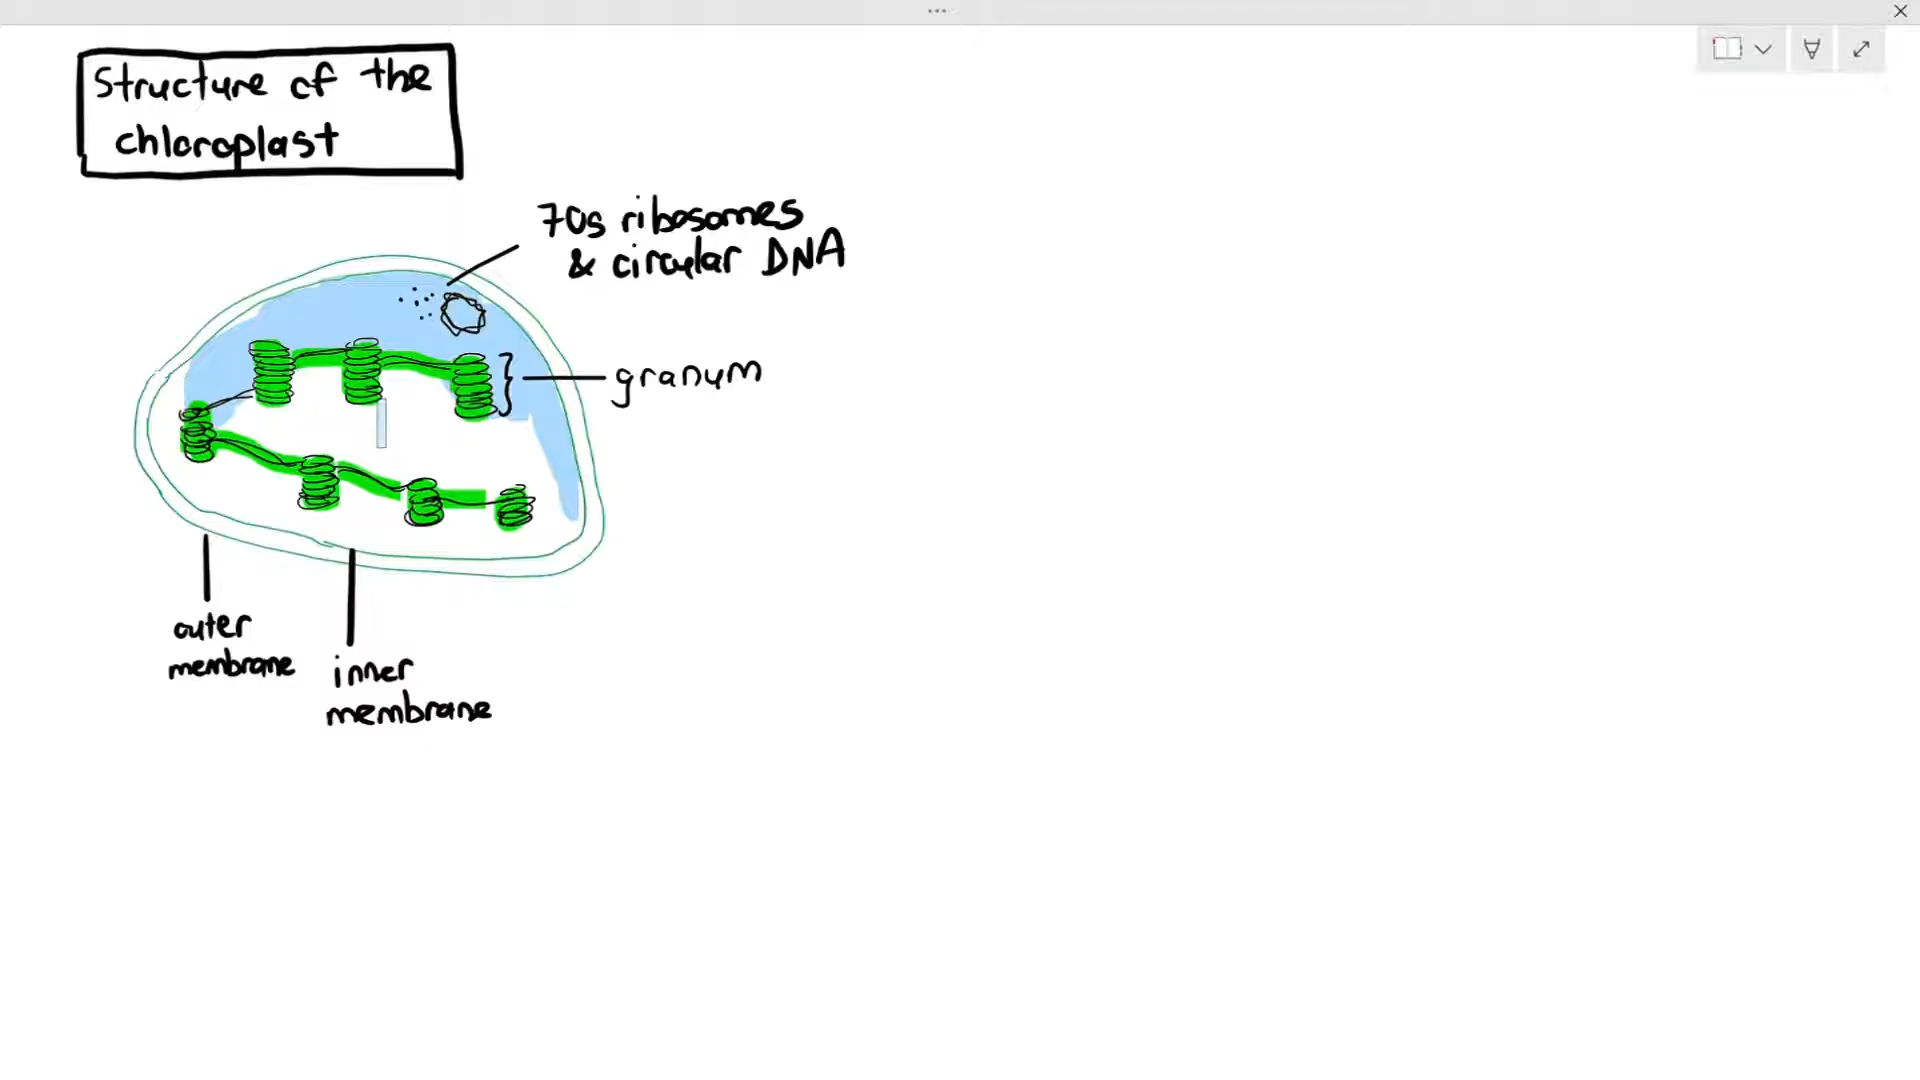 Structure of the
chloroplast
70s ribosomes
& circular DNA
granum
outer
membrane
inner
membrane